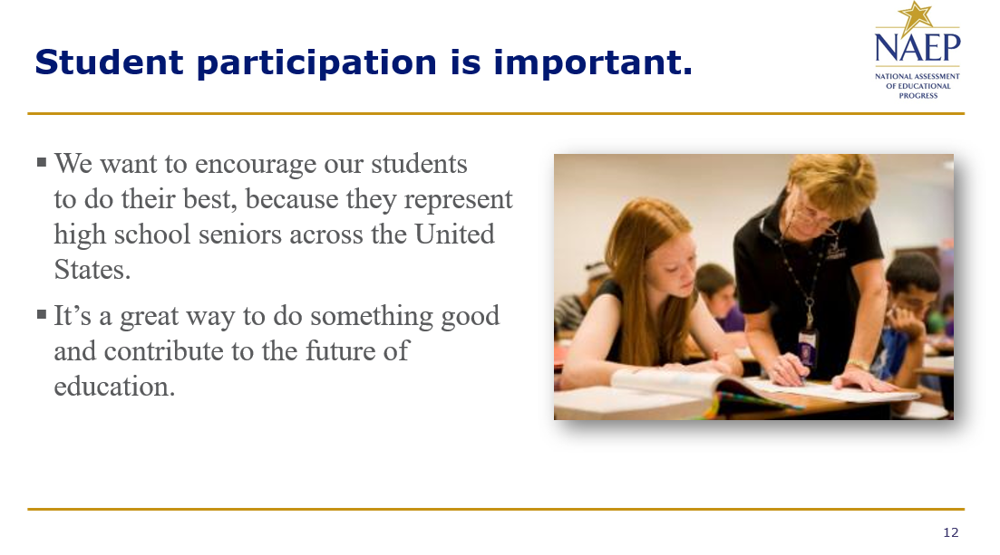 Student participation is important.
NAEP
NATIONAL ASSESSMENT
OF EDUCATIONAL
PROGRESS
▪ We want to encourage our students
to do their best, because they represent
high school seniors across the United
States.
▪ It’s a great way to do something good
and contribute to the future of
education.
12